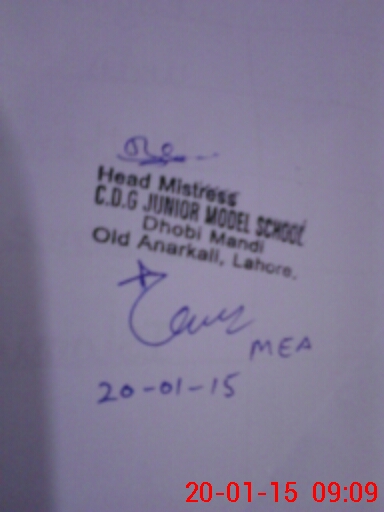 Head Mistress
C.D.G JUNIOR MODEL SCHOOL
Dhobi Mandi
Old Anarkali, Lahore.
MEA
20-01-15
20-01-15 09:09